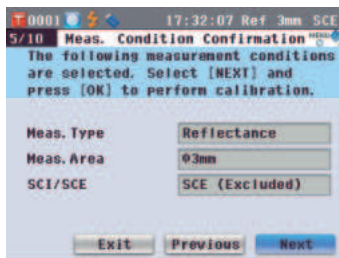 T0001 17:32:07 Ref 3mm SCE
5/10 Meas. Condition Confirmation MENU
The following measurement conditions
are selected. Select [NEXT] and
press [OK] to perform calibration.
Meas. Type Reflectance
Meas. Area Φ3mm
SCI/SCE SCE (Excluded)
Exit Previous Next